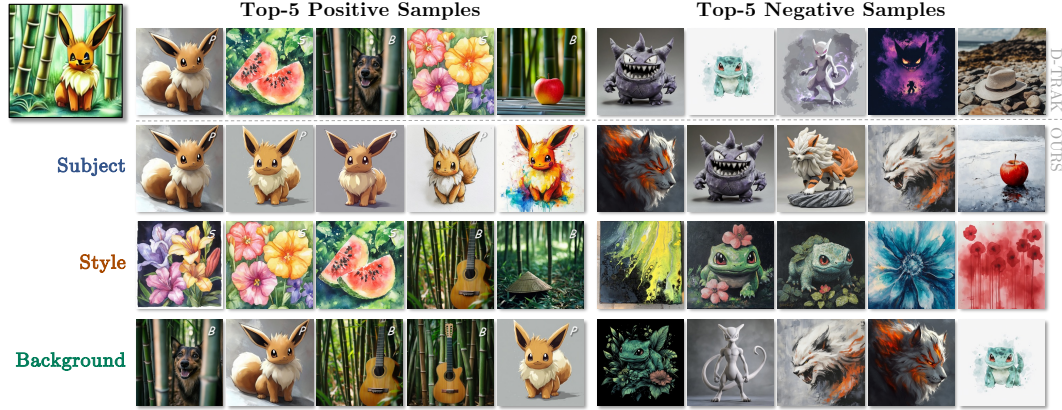 Top-5 Positive Samples Top-5 Negative Samples
P S B S B
D-TRAK
Subject
P P P P P
OURS
Style
S S S B B
Background
B P B B P